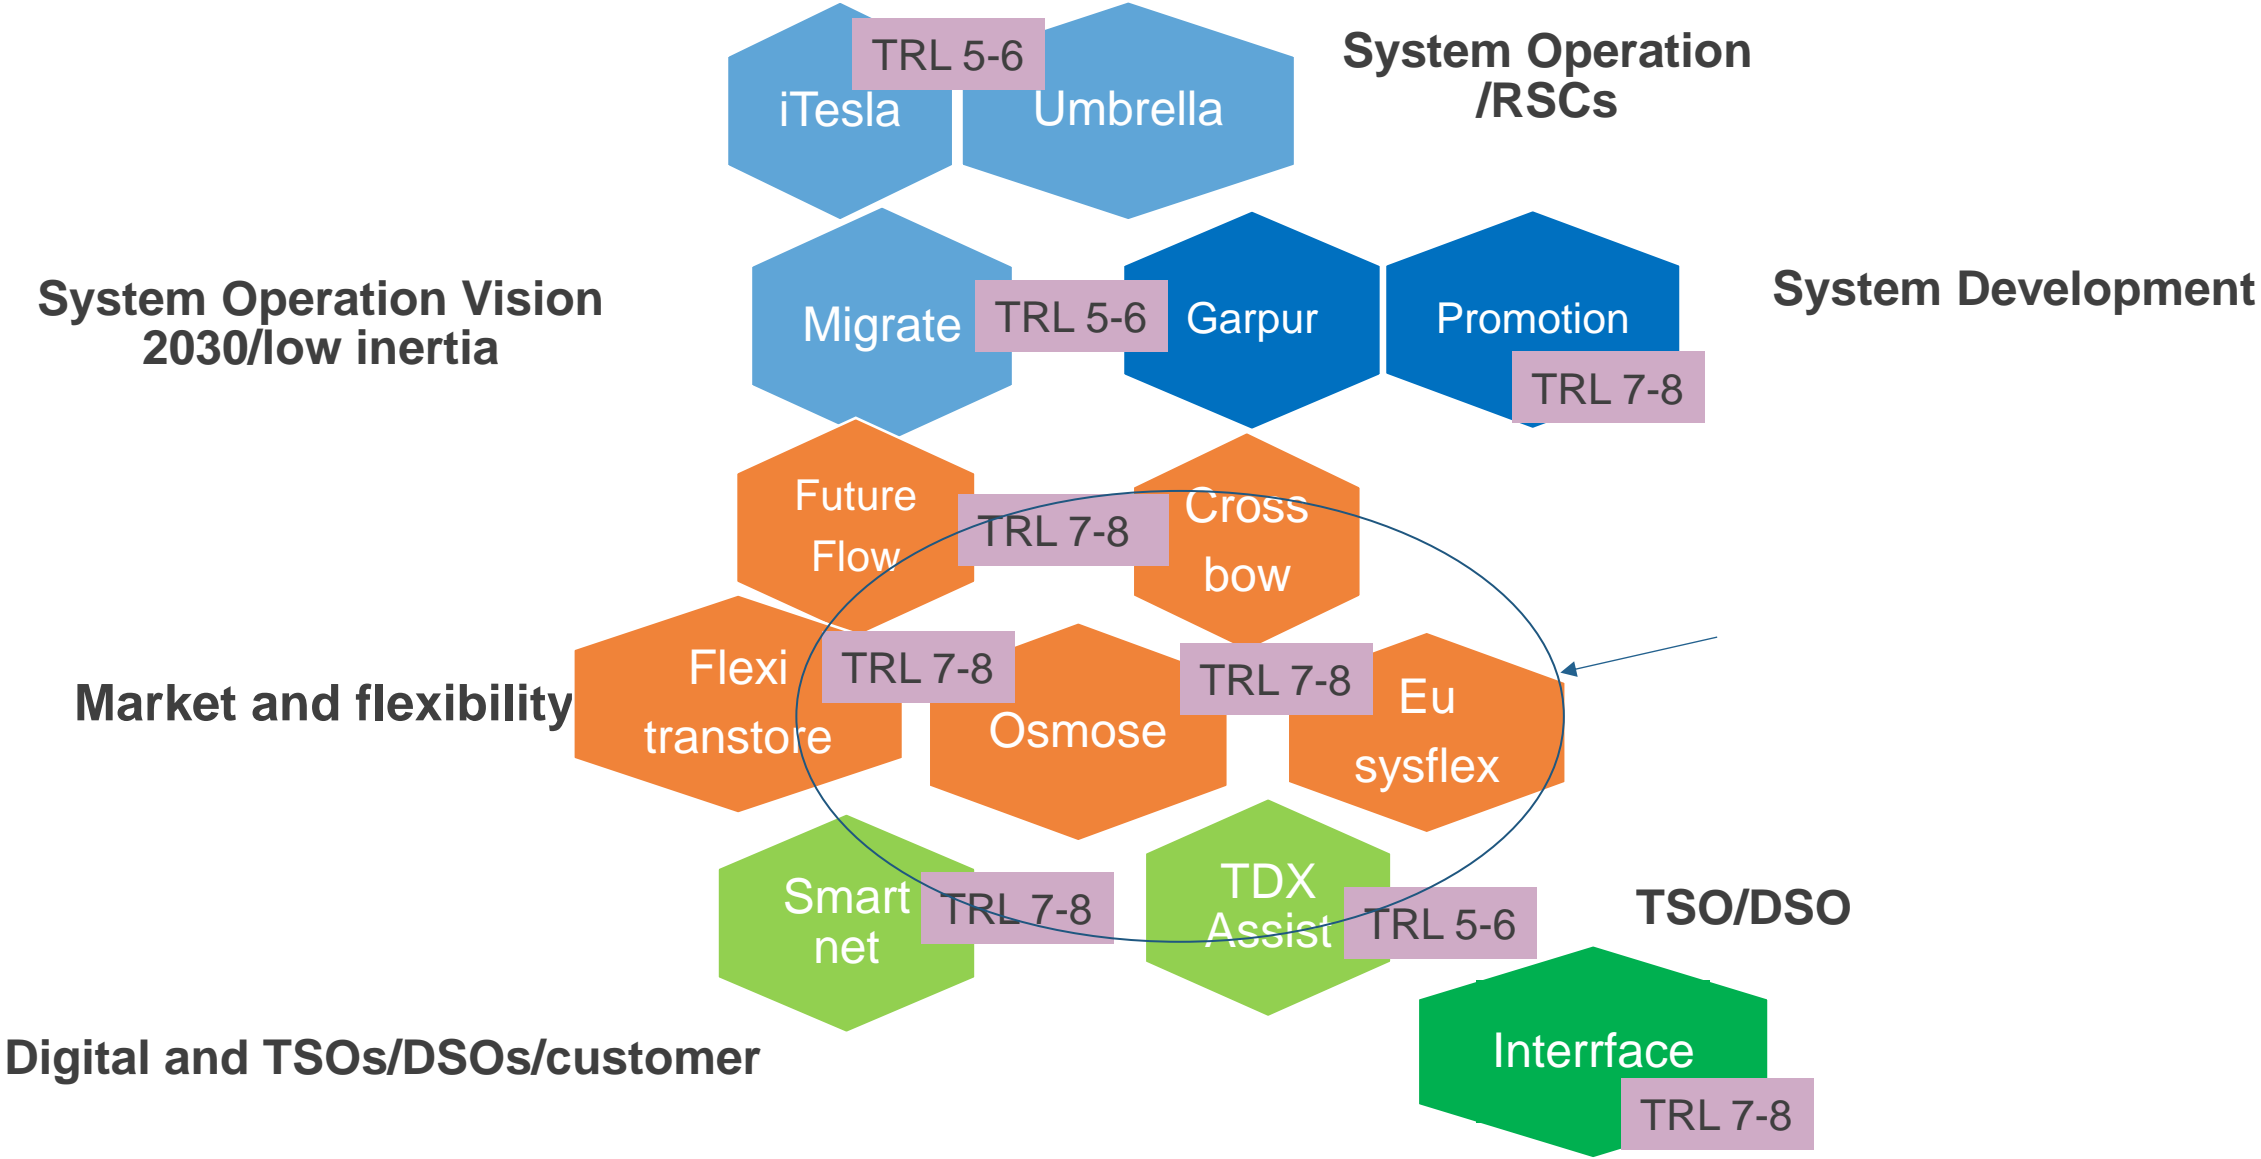 TRL 5-6
iTesla
Umbrella
System Operation
/RSCs
System Operation Vision
2030/low inertia
Migrate
TRL 5-6
Garpur
Promotion
TRL 7-8
System Development
Future
Flow
TRL 7-8
Cross
bow
Market and flexibility
Flexi
transtore
TRL 7-8
Osmose
TRL 7-8
Eu
sysflex
Smart
net
TRL 7-8
TDX
Assist
TRL 5-6
TSO/DSO
Digital and TSOs/DSOs/customer
Interrface
TRL 7-8